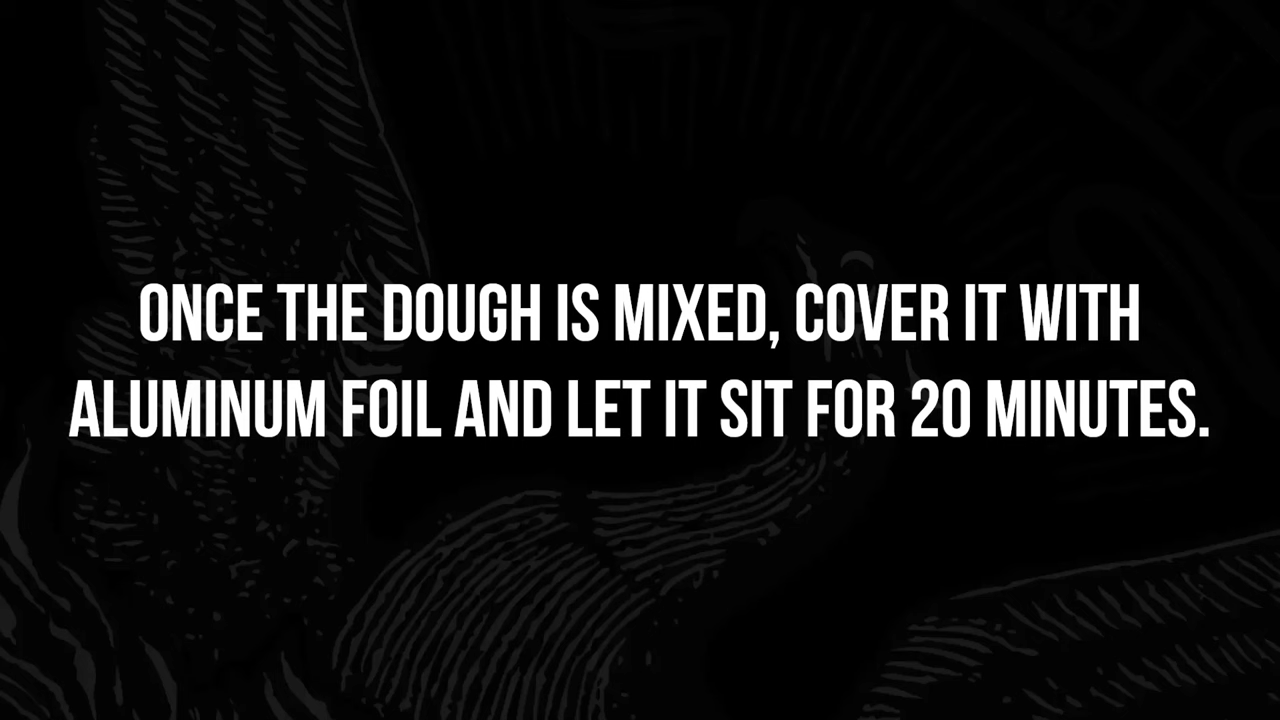 ONCE THE DOUGH IS MIXED, COVER IT WITH
ALUMINUM FOIL AND LET IT SIT FOR 20 MINUTES.